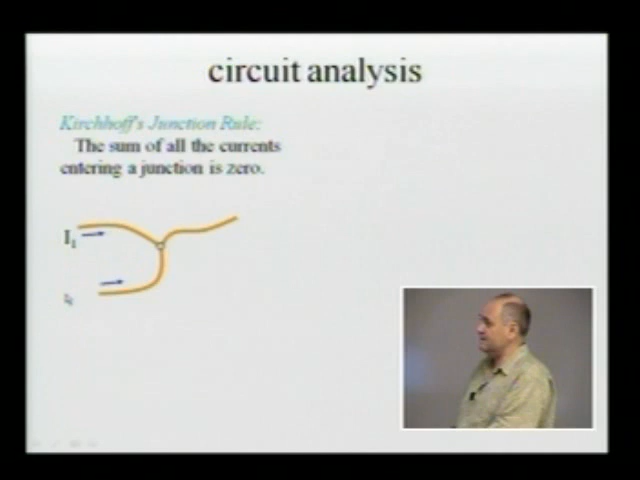 circuit analysis
Kirchhoff's Junction Rule:
The sum of all the currents
entering a junction is zero.
I₁